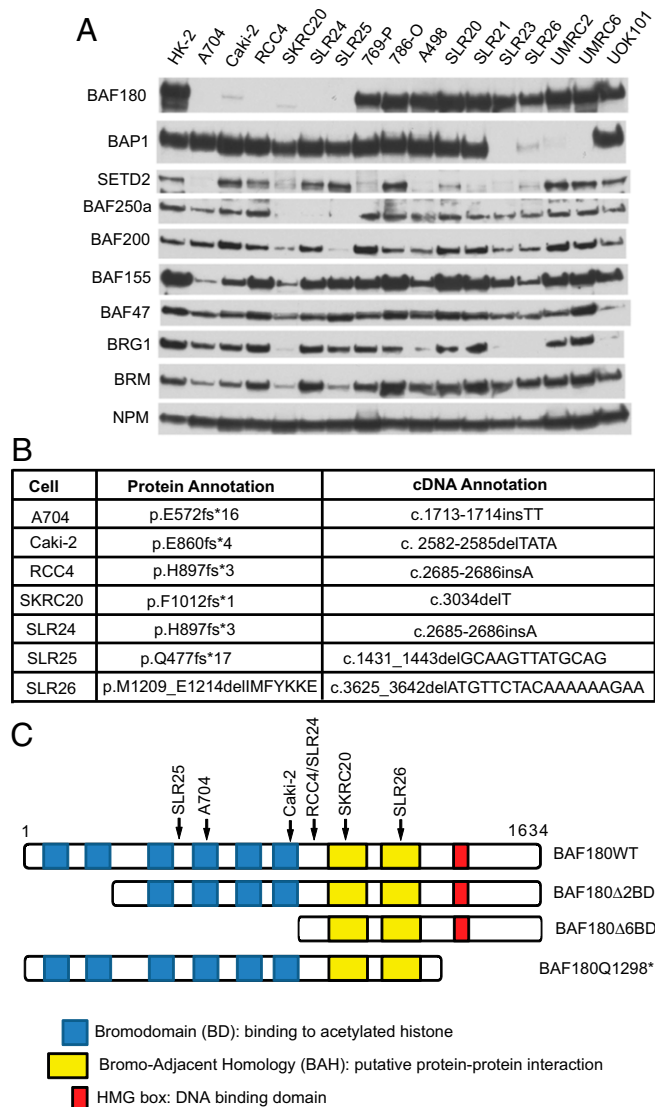 A
HK-2
A704
Caki-2
RCC4
SKRC20
SLR24
SLR25
769-P
786-O
A498
SLR20
SLR21
SLR23
SLR26
UMRC2
UMRC6
UOK101
BAF180
BAP1
SETD2
BAF250a
BAF200
BAF155
BAF47
BRG1
BRM
NPM
B
Cell Protein Annotation cDNA Annotation
A704 p.E572fs*16 c.1713-1714insTT
Caki-2 p.E860fs*4 c. 2582-2585delTATA
RCC4 p.H897fs*3 c.2685-2686insA
SKRC20 p.F1012fs*1 c.3034delT
SLR24 p.H897fs*3 c.2685-2686insA
SLR25 p.Q477fs*17 c.1431_1443delGCAAGTTATGCAG
SLR26 p.M1209_E1214delIMFYKKE c.3625_3642delATGTTCTACAAAAAAGAA
C
SLR25
A704
Caki-2
RCC4/SLR24
SKRC20
SLR26
1 1634
BAF180WT
BAF180Δ2BD
BAF180Δ6BD
BAF180Q1298*
Bromodomain (BD): binding to acetylated histone
Bromo-Adjacent Homology (BAH): putative protein-protein interaction
HMG box: DNA binding domain